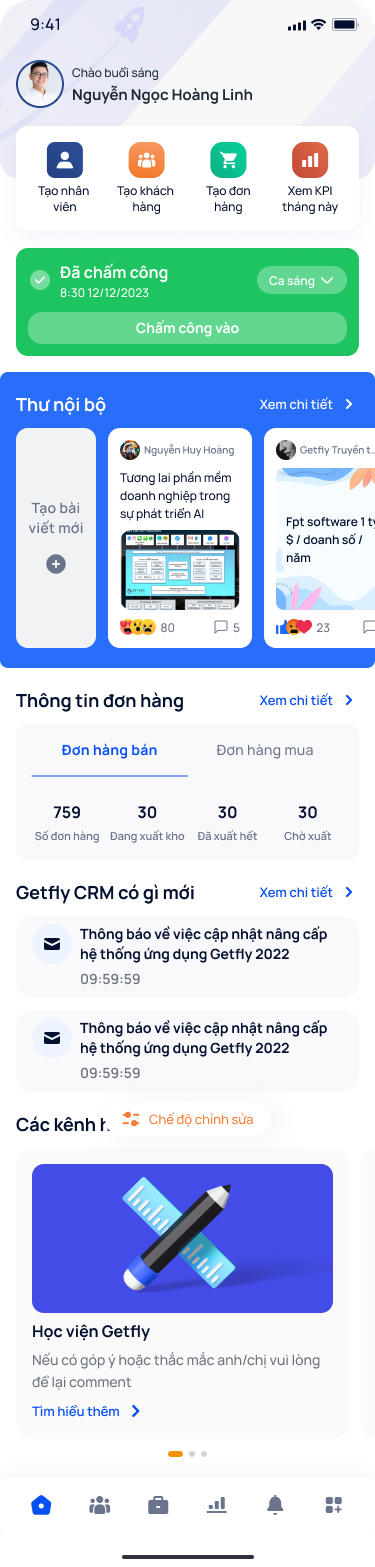 9:41
Chào buổi sáng
Nguyễn Ngọc Hoàng Linh
Tạo nhân
viên
Tạo khách
hàng
Tạo đơn
hàng
Xem KPI
tháng này
Đã chấm công
8:30 12/12/2023
Ca sáng
Chấm công vào
Thư nội bộ
Xem chi tiết
Tạo bài
viết mới
Nguyễn Huy Hoàng
Tương lai phần mềm
doanh nghiệp trong
sự phát triển AI
80
5
Getfly Truyền t...
Fpt software 1 tỷ
$ / doanh số /
năm
23
Thông tin đơn hàng
Xem chi tiết
Đơn hàng bán
Đơn hàng mua
759
Số đơn hàng
30
Đang xuất kho
30
Đã xuất hết
30
Chờ xuất
Getfly CRM có gì mới
Xem chi tiết
Thông báo về việc cập nhật nâng cấp
hệ thống ứng dụng Getfly 2022
09:59:59
Thông báo về việc cập nhật nâng cấp
hệ thống ứng dụng Getfly 2022
09:59:59
Các kênh h
Chế độ chỉnh sửa
Học viện Getfly
Nếu có góp ý hoặc thắc mắc anh/chị vui lòng
để lại comment
Tìm hiểu thêm